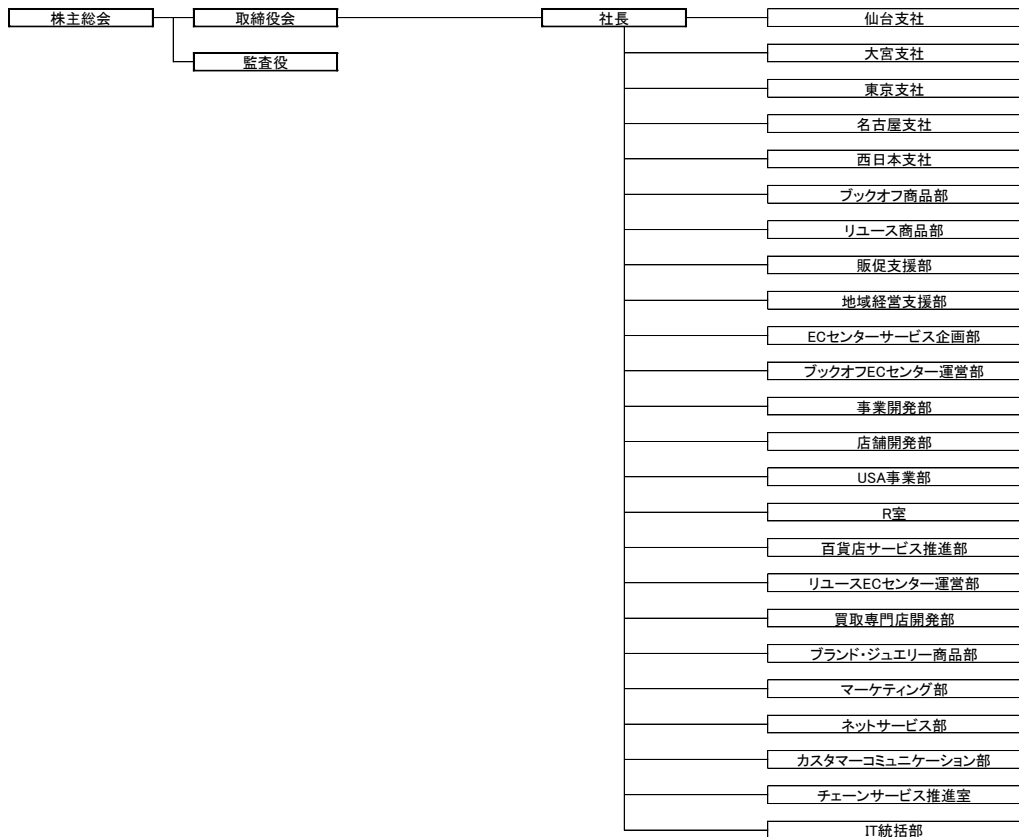 株主総会 取締役会 社長 仙台支社
監査役 大宮支社
東京支社
名古屋支社
西日本支社
ブックオフ商品部
リユース商品部
販促支援部
地域経営支援部
ECセンターサービス企画部
ブックオフECセンター運営部
事業開発部
店舗開発部
USA事業部
R室
百貨店サービス推進部
リユースECセンター運営部
買取専門店開発部
ブランド・ジュエリー商品部
マーケティング部
ネットサービス部
カスタマーコミュニケーション部
チェーンサービス推進室
IT統括部